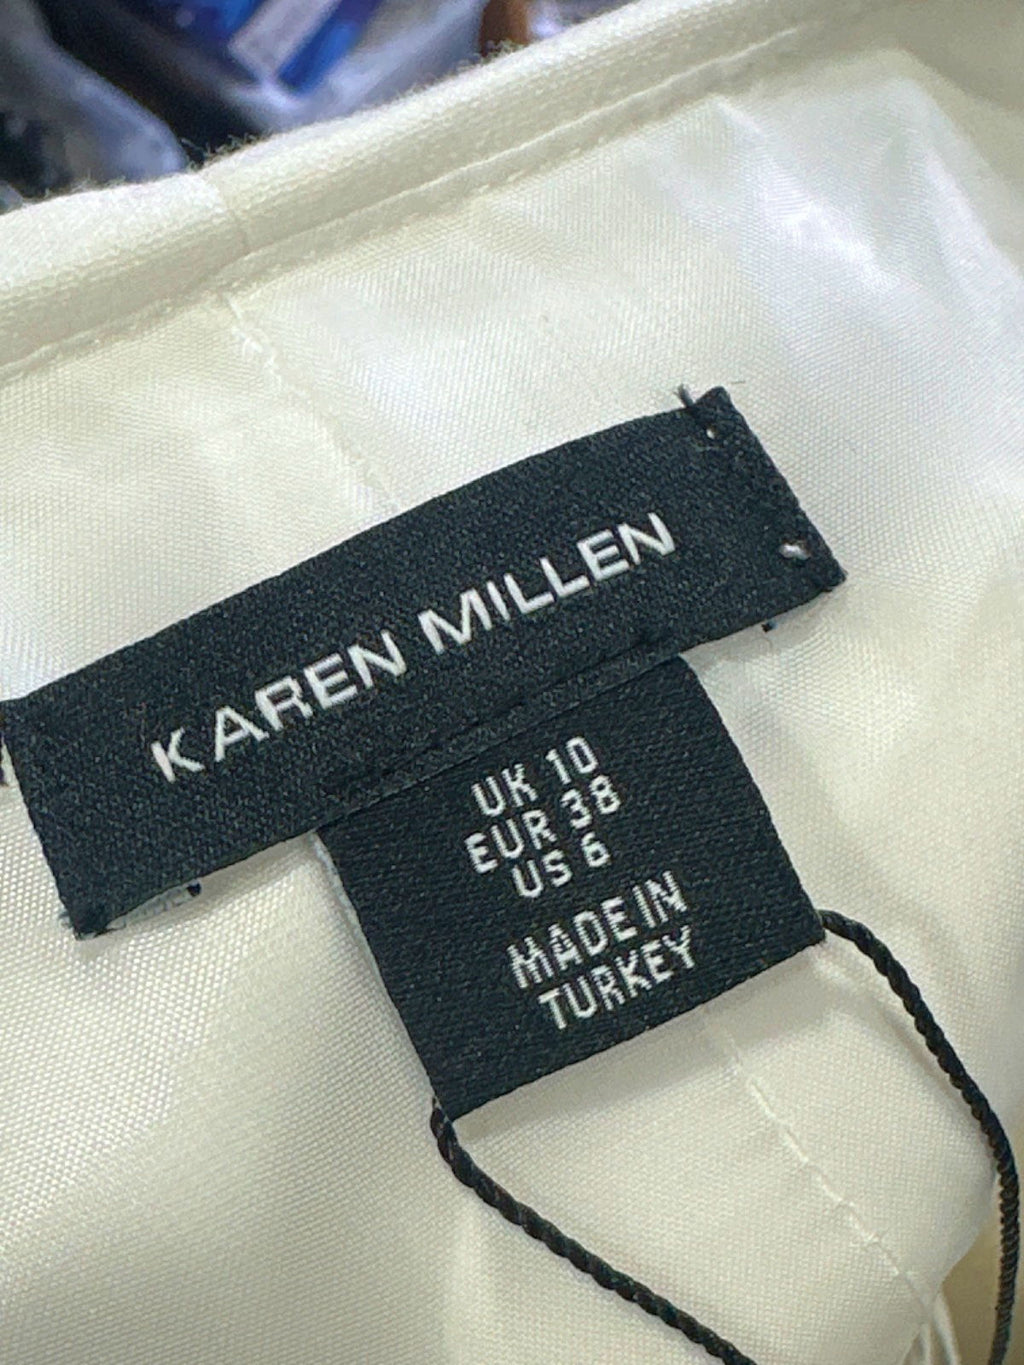 KAREN MILLEN
UK 10
EUR 38
US 6
MADE IN
TURKEY